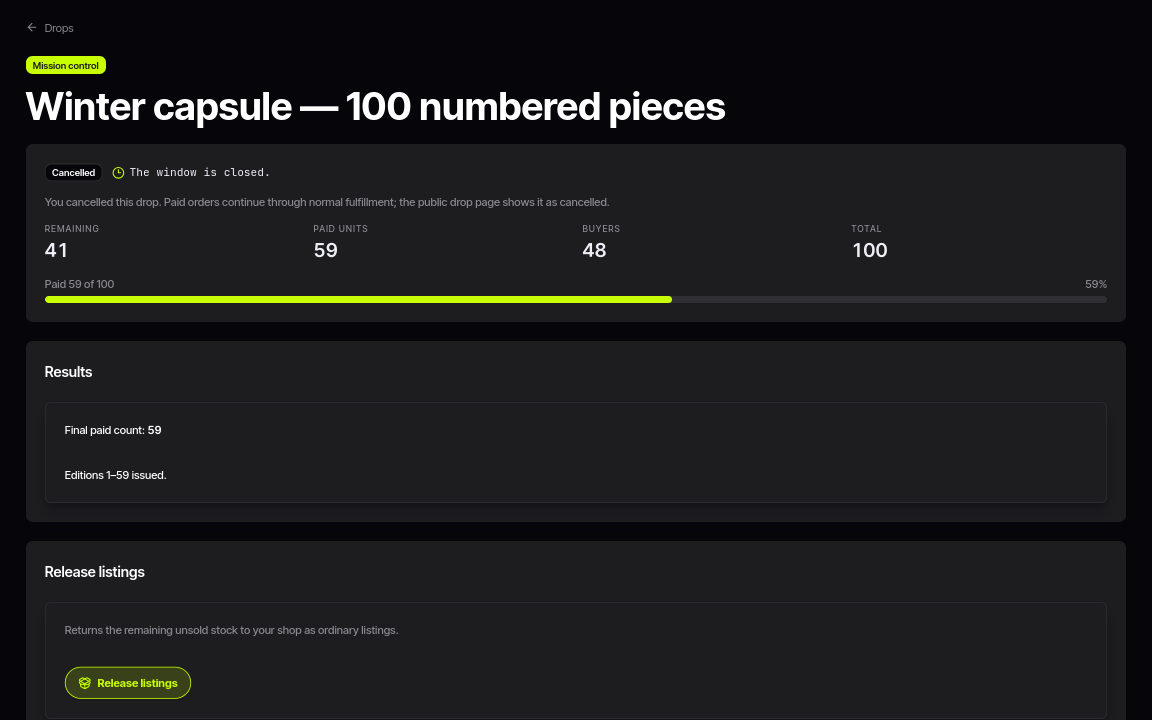 Drops
Mission control
Winter capsule — 100 numbered pieces
Cancelled The window is closed.
You cancelled this drop. Paid orders continue through normal fulfillment; the public drop page shows it as cancelled.
REMAINING PAID UNITS BUYERS TOTAL
41 59 48 100
Paid 59 of 100 59%
Results
Final paid count: 59
Editions 1–59 issued.
Release listings
Returns the remaining unsold stock to your shop as ordinary listings.
Release listings